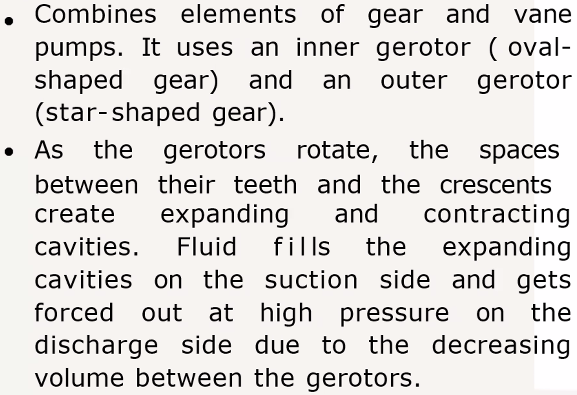 • Combines elements of gear and vane
pumps. It uses an inner gerotor ( oval-
shaped gear) and an outer gerotor
(star-shaped gear).
• As the gerotors rotate, the spaces
between their teeth and the crescents
create expanding and contracting
cavities. Fluid fills the expanding
cavities on the suction side and gets
forced out at high pressure on the
discharge side due to the decreasing
volume between the gerotors.